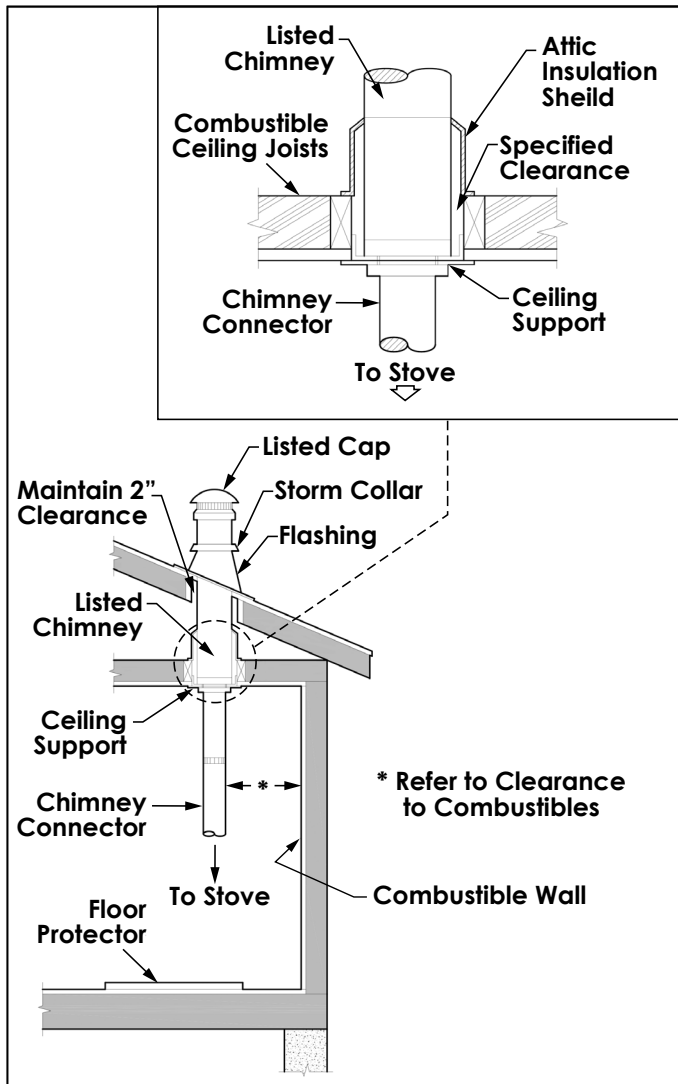 Listed
Chimney
Attic
Insulation
Sheild
Combustible
Ceiling Joists
Specified
Clearance
Chimney
Connector
Ceiling
Support
To Stove
Listed Cap
Maintain 2”
Clearance
Storm Collar
Flashing
Listed
Chimney
Ceiling
Support
*
* Refer to Clearance
to Combustibles
Chimney
Connector
To Stove
Combustible Wall
Floor
Protector